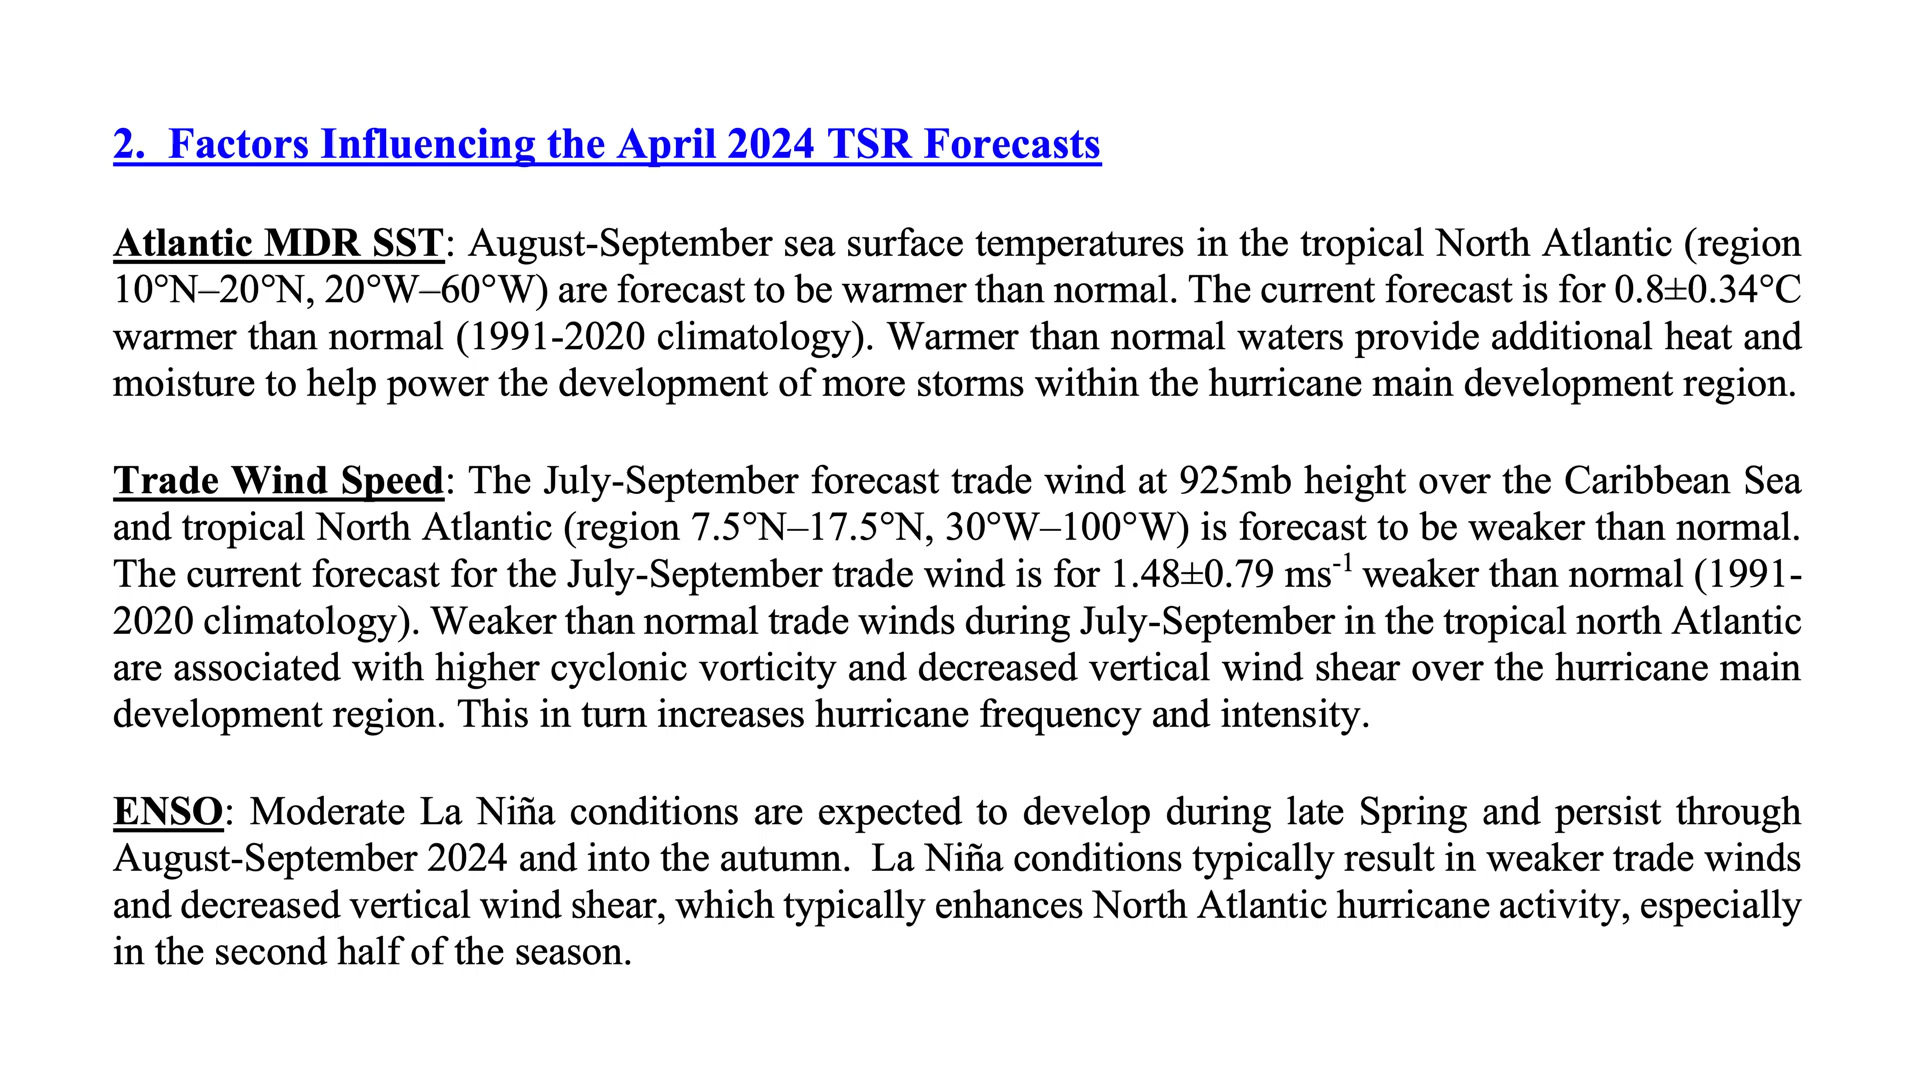 2. Factors Influencing the April 2024 TSR Forecasts
Atlantic MDR SST: August-September sea surface temperatures in the tropical North Atlantic (region
10°N–20°N, 20°W–60°W) are forecast to be warmer than normal. The current forecast is for 0.8±0.34°C
warmer than normal (1991-2020 climatology). Warmer than normal waters provide additional heat and
moisture to help power the development of more storms within the hurricane main development region.
Trade Wind Speed: The July-September forecast trade wind at 925mb height over the Caribbean Sea
and tropical North Atlantic (region 7.5°N–17.5°N, 30°W–100°W) is forecast to be weaker than normal.
The current forecast for the July-September trade wind is for 1.48±0.79 ms⁻¹ weaker than normal (1991-
2020 climatology). Weaker than normal trade winds during July-September in the tropical north Atlantic
are associated with higher cyclonic vorticity and decreased vertical wind shear over the hurricane main
development region. This in turn increases hurricane frequency and intensity.
ENSO: Moderate La Niña conditions are expected to develop during late Spring and persist through
August-September 2024 and into the autumn. La Niña conditions typically result in weaker trade winds
and decreased vertical wind shear, which typically enhances North Atlantic hurricane activity, especially
in the second half of the season.